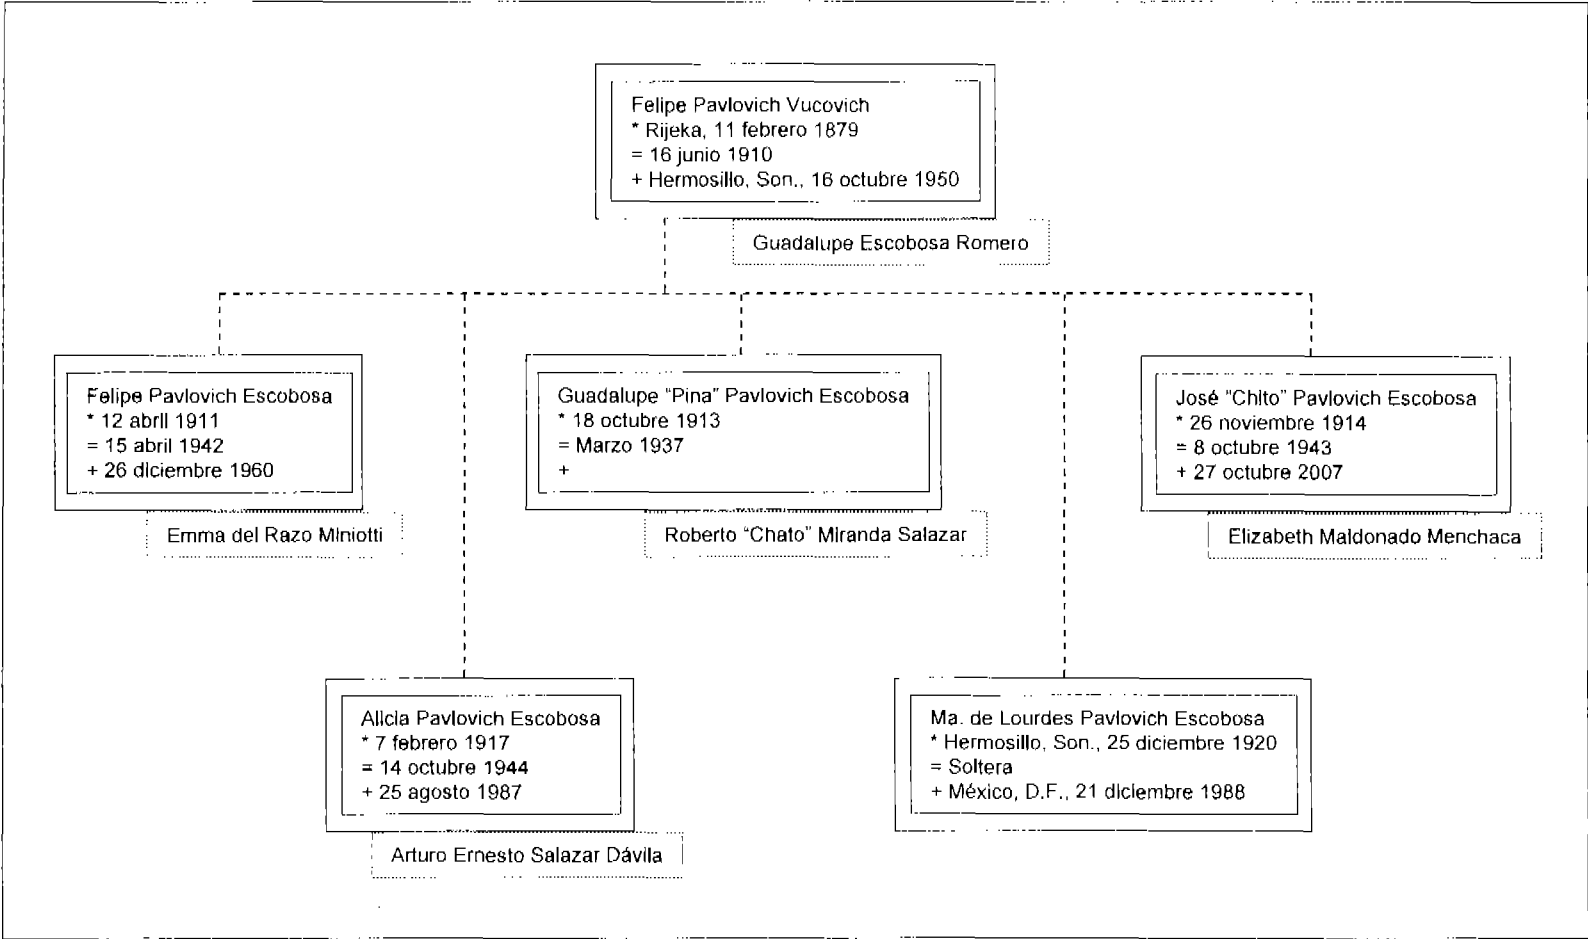 Felipe Pavlovich Vucovich
* Rijeka, 11 febrero 1879
= 16 junio 1910
+ Hermosillo, Son., 16 octubre 1950
Guadalupe Escobosa Romero
Felipe Pavlovich Escobosa
* 12 abril 1911
= 15 abril 1942
+ 26 diciembre 1960
Emma del Razo Miniotti
Guadalupe “Pina” Pavlovich Escobosa
* 18 octubre 1913
= Marzo 1937
+
Roberto “Chato” Miranda Salazar
José “Chito” Pavlovich Escobosa
* 26 noviembre 1914
= 8 octubre 1943
+ 27 octubre 2007
Elizabeth Maldonado Menchaca
Alicia Pavlovich Escobosa
* 7 febrero 1917
= 14 octubre 1944
+ 25 agosto 1987
Arturo Ernesto Salazar Dávila
Ma. de Lourdes Pavlovich Escobosa
* Hermosillo, Son., 25 diciembre 1920
= Soltera
+ México, D.F., 21 diciembre 1988